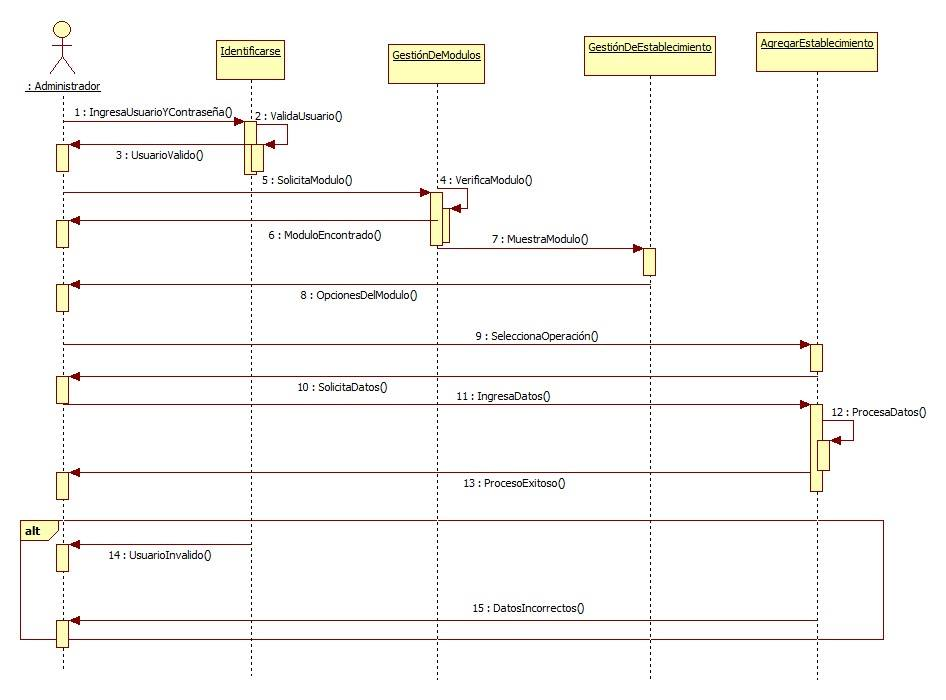 Identificarse
GestiónDeModulos
GestiónDeEstablecimiento
AgregarEstablecimiento
: Administrador
1 : IngresaUsuarioYContraseña()
2 : ValidaUsuario()
3 : UsuarioValido()
5 : SolicitaModulo()
4 : VerificaModulo()
6 : ModuloEncontrado()
7 : MuestraModulo()
8 : OpcionesDelModulo()
9 : SeleccionaOperación()
10 : SolicitaDatos()
11 : IngresaDatos()
12 : ProcesaDatos()
13 : ProcesoExitoso()
alt
14 : UsuarioInvalido()
15 : DatosIncorrectos()